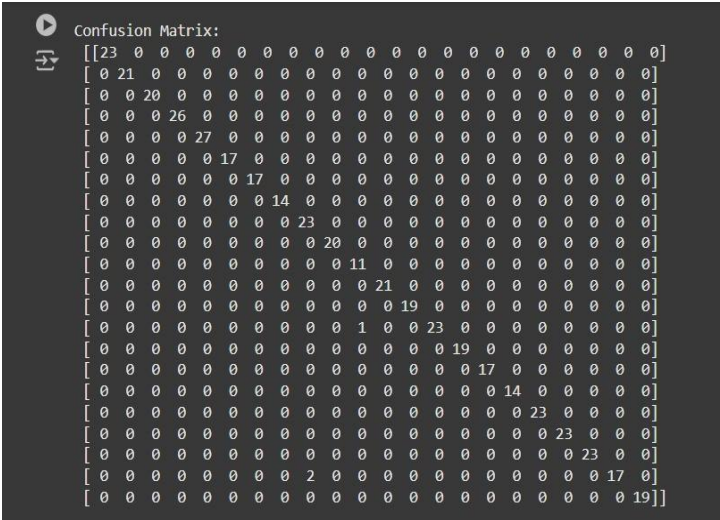 Confusion Matrix:
[[23 0 0 0 0 0 0 0 0 0 0 0 0 0 0 0 0 0 0 0 0 0]
[ 0 21 0 0 0 0 0 0 0 0 0 0 0 0 0 0 0 0 0 0 0 0]
[ 0 0 20 0 0 0 0 0 0 0 0 0 0 0 0 0 0 0 0 0 0 0]
[ 0 0 0 26 0 0 0 0 0 0 0 0 0 0 0 0 0 0 0 0 0 0]
[ 0 0 0 0 27 0 0 0 0 0 0 0 0 0 0 0 0 0 0 0 0 0]
[ 0 0 0 0 0 17 0 0 0 0 0 0 0 0 0 0 0 0 0 0 0 0]
[ 0 0 0 0 0 0 17 0 0 0 0 0 0 0 0 0 0 0 0 0 0 0]
[ 0 0 0 0 0 0 0 14 0 0 0 0 0 0 0 0 0 0 0 0 0 0]
[ 0 0 0 0 0 0 0 0 23 0 0 0 0 0 0 0 0 0 0 0 0 0]
[ 0 0 0 0 0 0 0 0 0 20 0 0 0 0 0 0 0 0 0 0 0 0]
[ 0 0 0 0 0 0 0 0 0 0 11 0 0 0 0 0 0 0 0 0 0 0]
[ 0 0 0 0 0 0 0 0 0 0 0 21 0 0 0 0 0 0 0 0 0 0]
[ 0 0 0 0 0 0 0 0 0 0 0 0 19 0 0 0 0 0 0 0 0 0]
[ 0 0 0 0 0 0 0 0 0 0 1 0 0 23 0 0 0 0 0 0 0 0]
[ 0 0 0 0 0 0 0 0 0 0 0 0 0 0 19 0 0 0 0 0 0 0]
[ 0 0 0 0 0 0 0 0 0 0 0 0 0 0 0 17 0 0 0 0 0 0]
[ 0 0 0 0 0 0 0 0 0 0 0 0 0 0 0 0 14 0 0 0 0 0]
[ 0 0 0 0 0 0 0 0 0 0 0 0 0 0 0 0 0 23 0 0 0 0]
[ 0 0 0 0 0 0 0 0 0 0 0 0 0 0 0 0 0 0 23 0 0 0]
[ 0 0 0 0 0 0 0 0 0 0 0 0 0 0 0 0 0 0 0 23 0 0]
[ 0 0 0 0 0 0 0 0 2 0 0 0 0 0 0 0 0 0 0 0 17 0]
[ 0 0 0 0 0 0 0 0 0 0 0 0 0 0 0 0 0 0 0 0 0 19]]